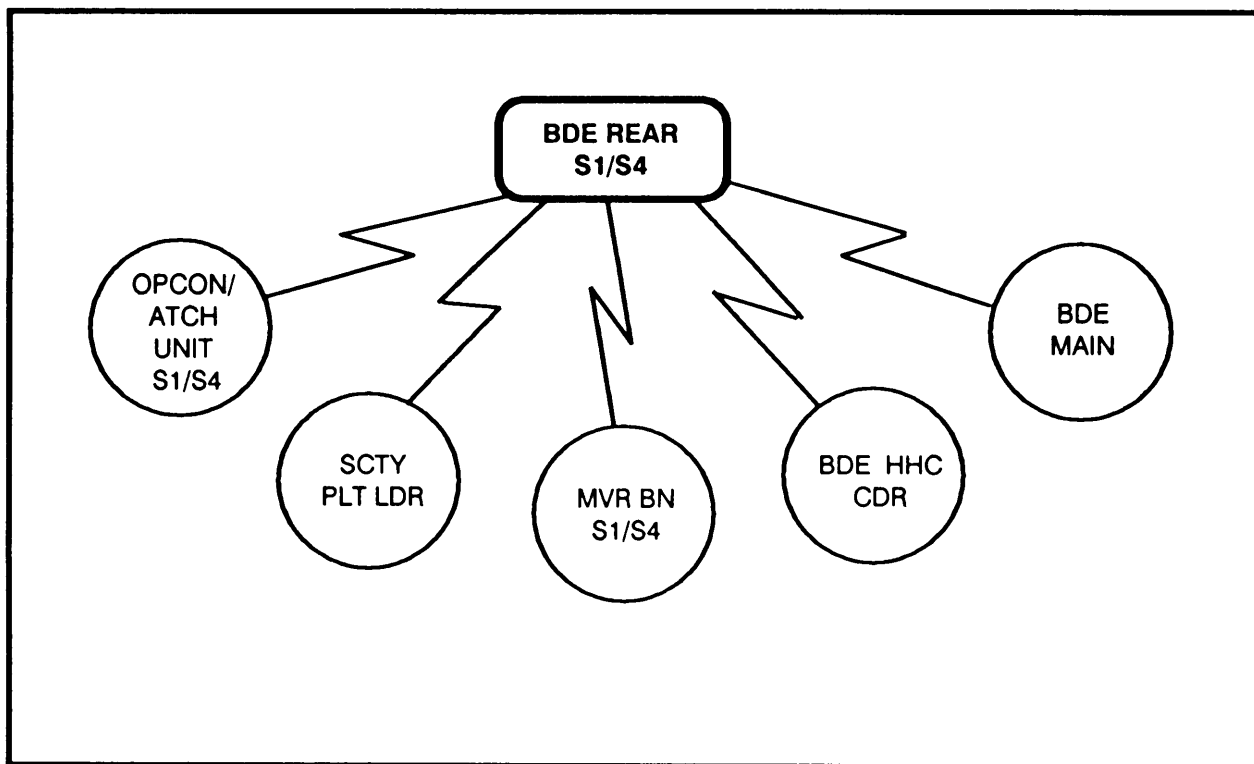 BDE REAR
S1/S4
OPCON/
ATCH
UNIT
S1/S4
SCTY
PLT LDR
MVR BN
S1/S4
BDE HHC
CDR
BDE
MAIN